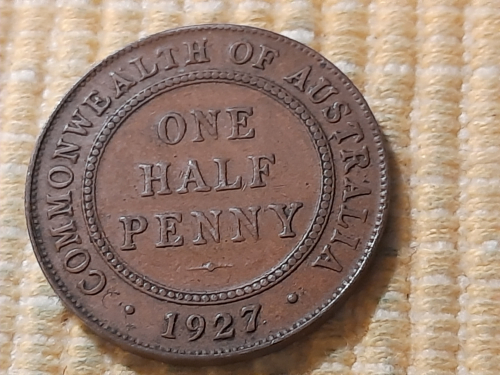 COMMONWEALTH OF AUSTRALIA
ONE
HALF
PENNY
· 1927 ·